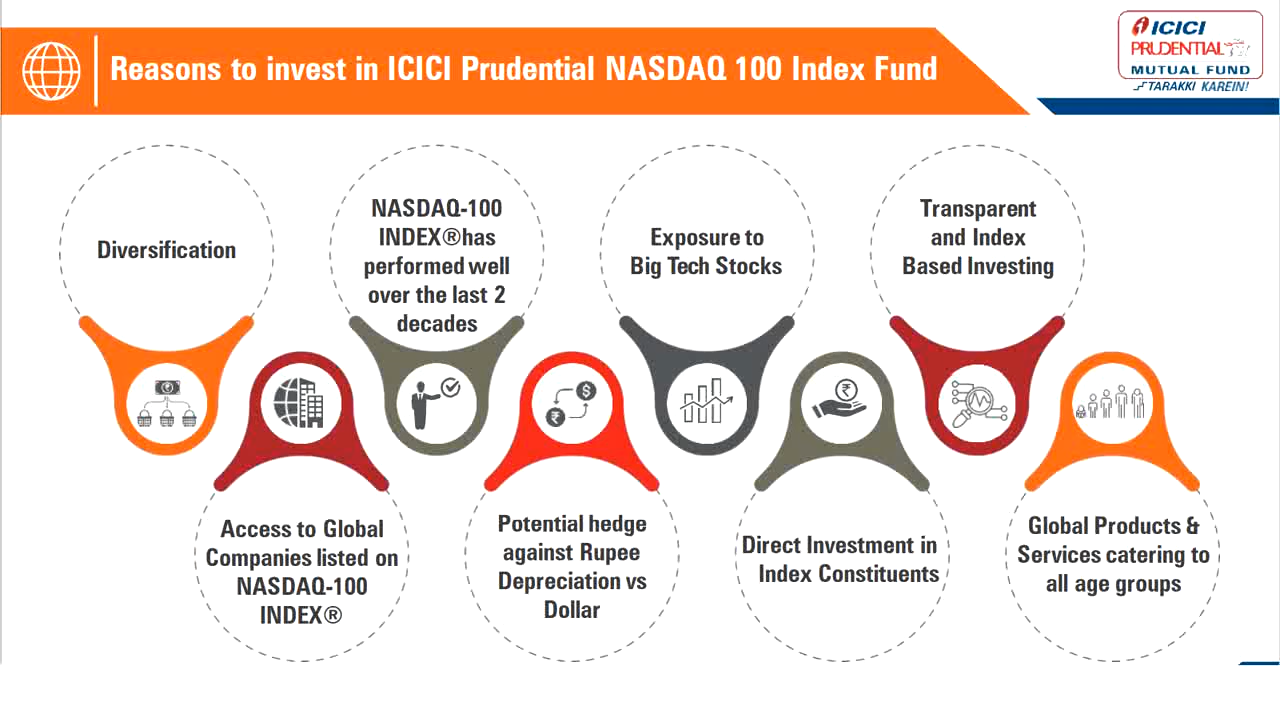 Reasons to invest in ICICI Prudential NASDAQ 100 Index Fund
ICICI
PRUDENTIAL
MUTUAL FUND
TARAKKI KAREIN!
Diversification
NASDAQ-100
INDEX®has
performed well
over the last 2
decades
Exposure to
Big Tech Stocks
Transparent
and Index
Based Investing
Access to Global
Companies listed on
NASDAQ-100
INDEX®
Potential hedge
against Rupee
Depreciation vs
Dollar
Direct Investment in
Index Constituents
Global Products &
Services catering to
all age groups